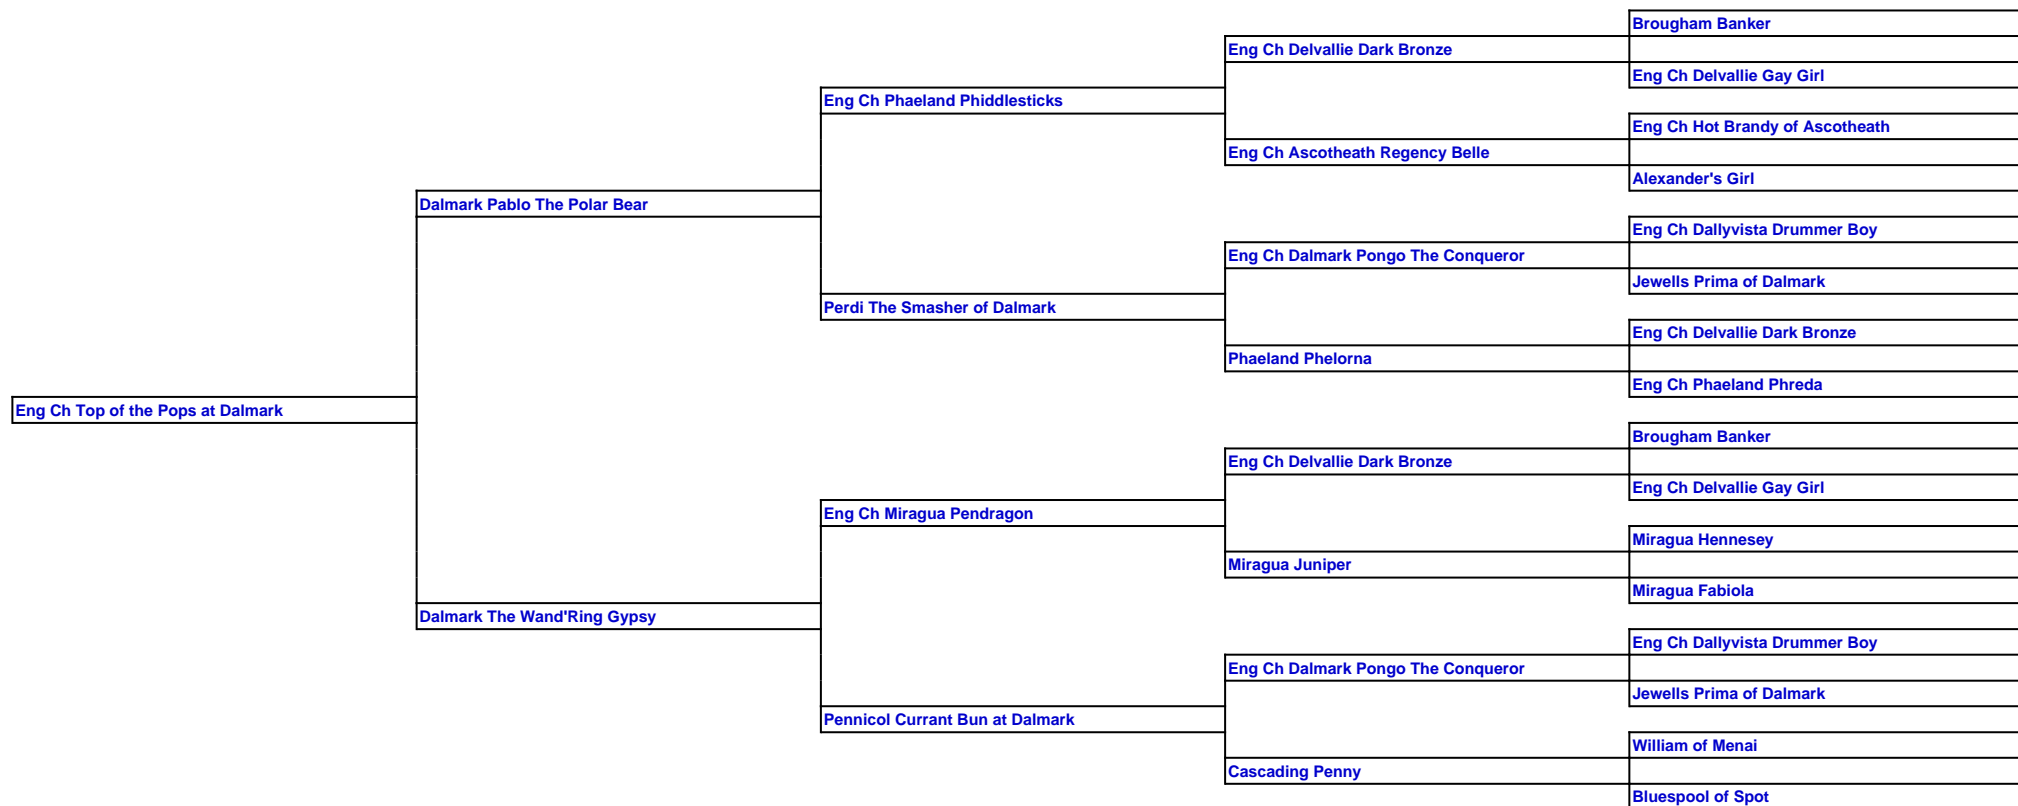 Brougham Banker
Eng Ch Delvallie Dark Bronze
Eng Ch Delvallie Gay Girl
Eng Ch Phaeland Phiddlesticks
Eng Ch Hot Brandy of Ascotheath
Eng Ch Ascotheath Regency Belle
Alexander's Girl
Dalmark Pablo The Polar Bear
Eng Ch Dallyvista Drummer Boy
Eng Ch Dalmark Pongo The Conqueror
Jewells Prima of Dalmark
Perdi The Smasher of Dalmark
Eng Ch Delvallie Dark Bronze
Phaeland Phelorna
Eng Ch Phaeland Phreda
Eng Ch Top of the Pops at Dalmark
Brougham Banker
Eng Ch Delvallie Dark Bronze
Eng Ch Delvallie Gay Girl
Eng Ch Miragua Pendragon
Miragua Hennesey
Miragua Juniper
Miragua Fabiola
Dalmark The Wand'Ring Gypsy
Eng Ch Dallyvista Drummer Boy
Eng Ch Dalmark Pongo The Conqueror
Jewells Prima of Dalmark
Pennicol Currant Bun at Dalmark
William of Menai
Cascading Penny
Bluespool of Spot